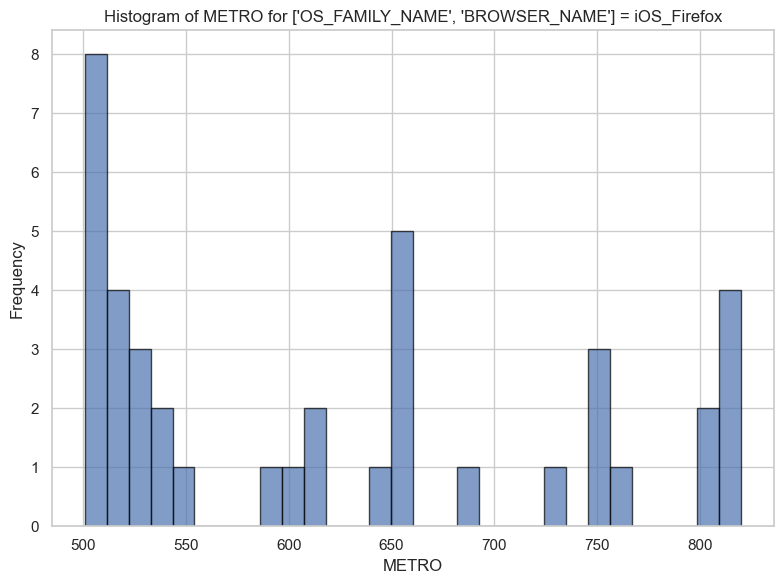 Histogram of METRO for ['OS_FAMILY_NAME', 'BROWSER_NAME'] = iOS_Firefox
8
7
6
5
4
3
2
1
0
Frequency
500 550 600 650 700 750 800
METRO